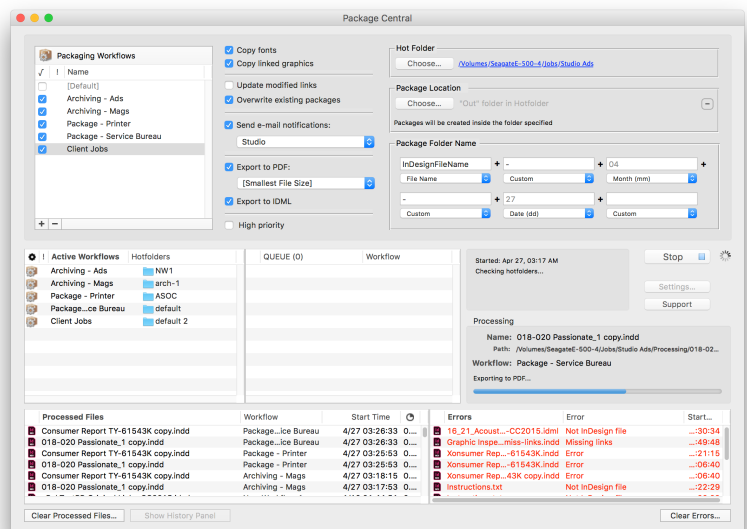 Package Central
Packaging Workflows
√ ! Name
[Default]
Archiving - Ads
Archiving - Mags
Package - Printer
Package - Service Bureau
Client Jobs
+ −
Copy fonts
Copy linked graphics
Update modified links
Overwrite existing packages
Send e-mail notifications:
Studio
Export to PDF:
[Smallest File Size]
Export to IDML
High priority
Hot Folder
Choose... /Volumes/SeagateE-500-4/Jobs/Studio Ads
Package Location
Choose... "Out" folder in Hotfolder −
Packages will be created inside the folder specified
Package Folder Name
InDesignFileName + - + 04 +
File Name Custom Month (mm)
- + 27 +
Custom Date (dd) Custom
! Active Workflows Hotfolders
Archiving - Ads NW1
Archiving - Mags arch-1
Package - Printer ASOC
Package...ce Bureau default
Client Jobs default 2
QUEUE (0) Workflow
Started: Apr 27, 03:17 AM
Checking hotfolders...
Stop
Settings...
Support
Processing
Name: 018-020 Passionate_1 copy.indd
Path: /Volumes/SeagateE-500-4/Jobs/Studio Ads/Processing/018-02...
Workflow: Package - Service Bureau
Exporting to PDF...
Processed Files Workflow Start Time
Consumer Report TY-61543K copy.indd Package...ice Bureau 4/27 03:26:33 0....
018-020 Passionate_1 copy.indd Package...ice Bureau 4/27 03:26:33 0....
Consumer Report TY-61543K copy.indd Package - Printer 4/27 03:25:53 0....
018-020 Passionate_1 copy.indd Package - Printer 4/27 03:25:53 0....
Consumer Report TY-61543K copy.indd Archiving - Mags 4/27 03:18:15 0....
018-020 Passionate_1 copy.indd Archiving - Mags 4/27 03:17:53 0....
Errors Error Start...
16_21_Acoust...-CC2015.idml Not InDesign file ...:30:34
Graphic Inspe...miss-links.indd Missing links ...:49:48
Xonsumer Rep...-61543K.indd Error ...:21:15
Xonsumer Rep...-61543K.indd Error ...:06:40
Xonsumer Rep...43K copy.indd Error ...:06:40
Instructions.txt Not InDesign file ...:22:29
Clear Processed Files... Show History Panel Clear Errors...